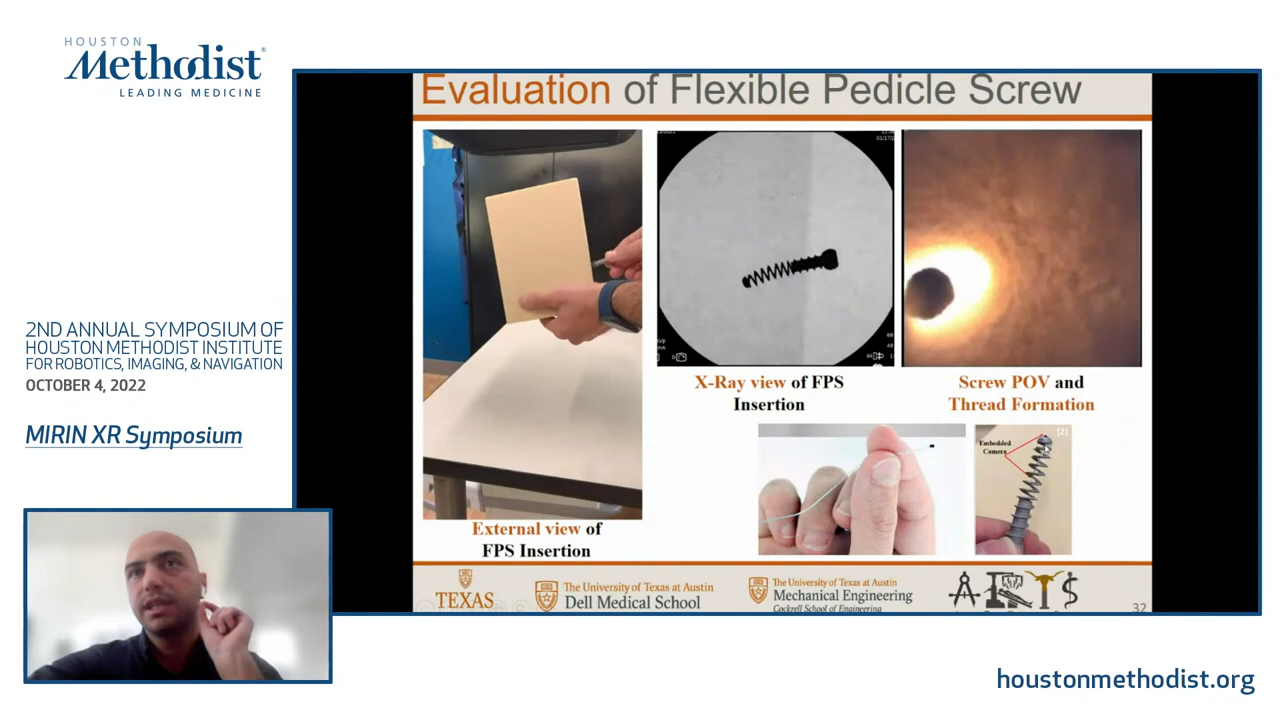 HOUSTON
Methodist
LEADING MEDICINE
2ND ANNUAL SYMPOSIUM OF
HOUSTON METHODIST INSTITUTE
FOR ROBOTICS, IMAGING, & NAVIGATION
OCTOBER 4, 2022
MIRIN XR Symposium
Evaluation of Flexible Pedicle Screw
External view of
FPS Insertion
X-Ray view of FPS
Insertion
Screw POV and
Thread Formation
[2]
Embedded
Camera
TEXAS
The University of Texas at Austin
Dell Medical School
The University of Texas at Austin
Mechanical Engineering
Cockrell School of Engineering
ARTS
32
houstonmethodist.org